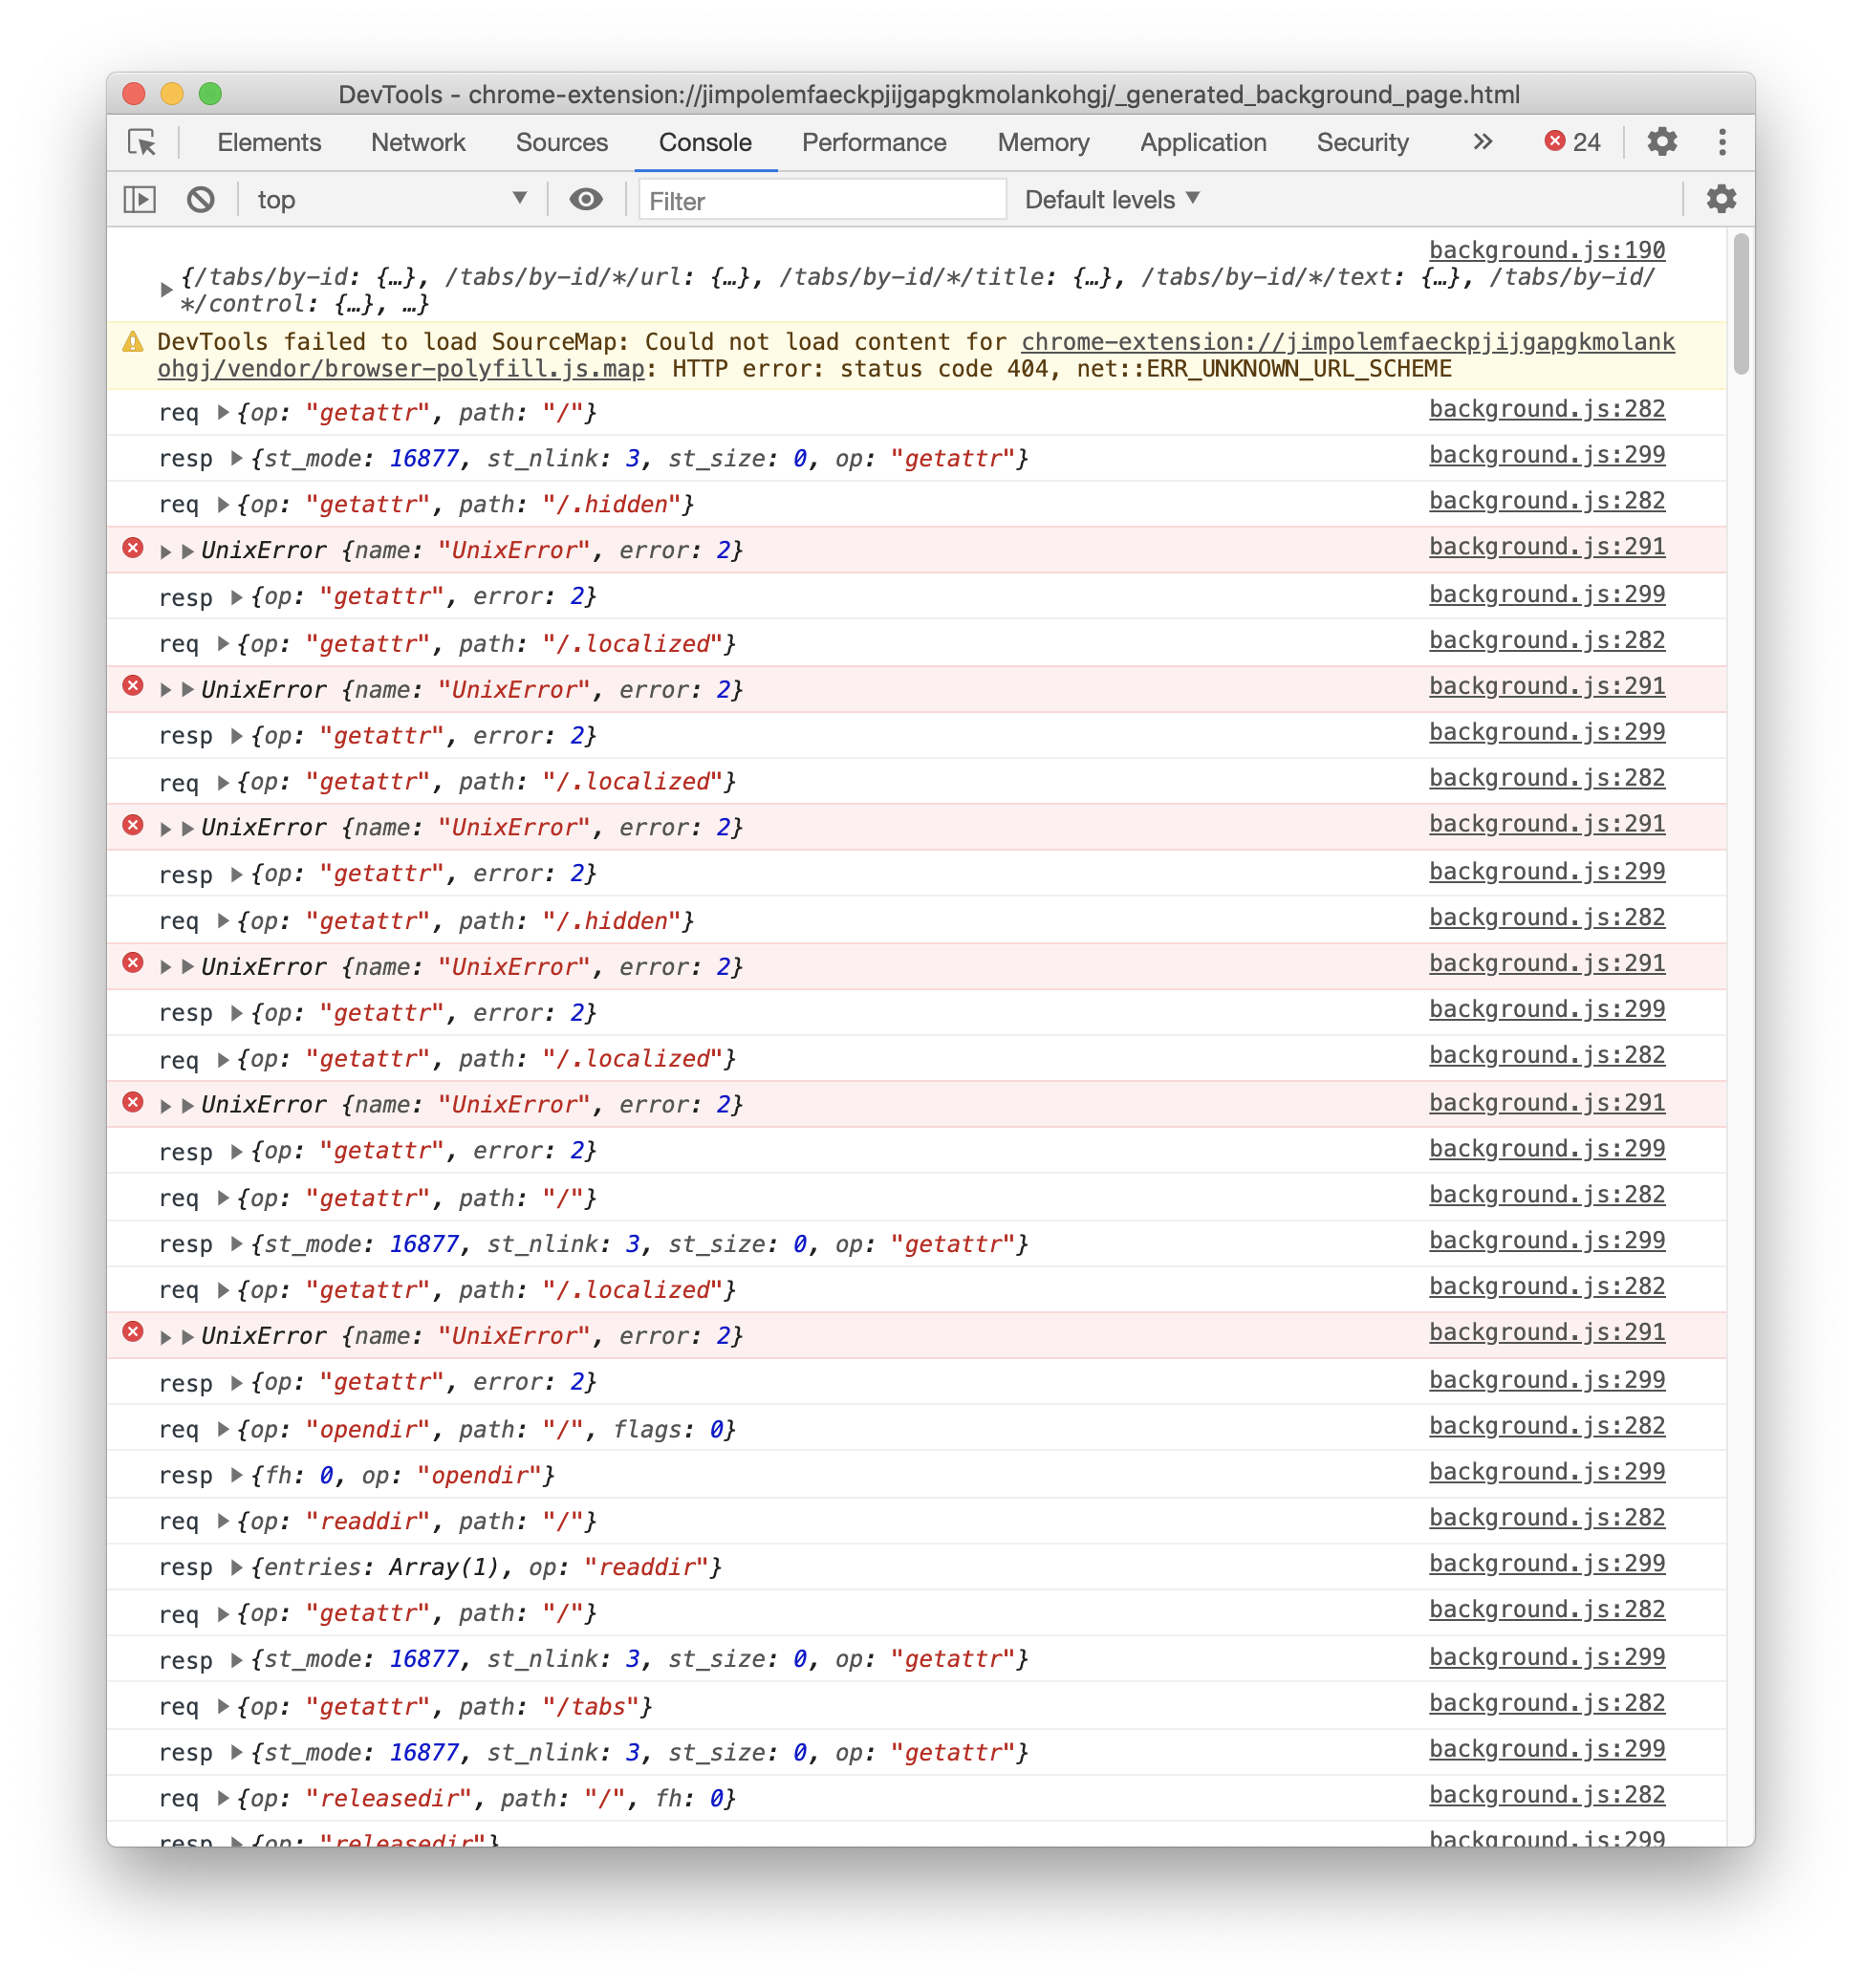 DevTools - chrome-extension://jimpolemfaeckpjijgapgkmolankohgj/_generated_background_page.html
Elements Network Sources Console Performance Memory Application Security » 24
top ▼ Filter Default levels ▼
background.js:190
▶ {/tabs/by-id: {…}, /tabs/by-id/*/url: {…}, /tabs/by-id/*/title: {…}, /tabs/by-id/*/text: {…}, /tabs/by-id/
*/control: {…}, …}
DevTools failed to load SourceMap: Could not load content for chrome-extension://jimpolemfaeckpjijgapgkmolank
ohgj/vendor/browser-polyfill.js.map: HTTP error: status code 404, net::ERR_UNKNOWN_URL_SCHEME
req ▶ {op: "getattr", path: "/"} background.js:282
resp ▶ {st_mode: 16877, st_nlink: 3, st_size: 0, op: "getattr"} background.js:299
req ▶ {op: "getattr", path: "/.hidden"} background.js:282
▶ ▶ UnixError {name: "UnixError", error: 2} background.js:291
resp ▶ {op: "getattr", error: 2} background.js:299
req ▶ {op: "getattr", path: "/.localized"} background.js:282
▶ ▶ UnixError {name: "UnixError", error: 2} background.js:291
resp ▶ {op: "getattr", error: 2} background.js:299
req ▶ {op: "getattr", path: "/.localized"} background.js:282
▶ ▶ UnixError {name: "UnixError", error: 2} background.js:291
resp ▶ {op: "getattr", error: 2} background.js:299
req ▶ {op: "getattr", path: "/.hidden"} background.js:282
▶ ▶ UnixError {name: "UnixError", error: 2} background.js:291
resp ▶ {op: "getattr", error: 2} background.js:299
req ▶ {op: "getattr", path: "/.localized"} background.js:282
▶ ▶ UnixError {name: "UnixError", error: 2} background.js:291
resp ▶ {op: "getattr", error: 2} background.js:299
req ▶ {op: "getattr", path: "/"} background.js:282
resp ▶ {st_mode: 16877, st_nlink: 3, st_size: 0, op: "getattr"} background.js:299
req ▶ {op: "getattr", path: "/.localized"} background.js:282
▶ ▶ UnixError {name: "UnixError", error: 2} background.js:291
resp ▶ {op: "getattr", error: 2} background.js:299
req ▶ {op: "opendir", path: "/", flags: 0} background.js:282
resp ▶ {fh: 0, op: "opendir"} background.js:299
req ▶ {op: "readdir", path: "/"} background.js:282
resp ▶ {entries: Array(1), op: "readdir"} background.js:299
req ▶ {op: "getattr", path: "/"} background.js:282
resp ▶ {st_mode: 16877, st_nlink: 3, st_size: 0, op: "getattr"} background.js:299
req ▶ {op: "getattr", path: "/tabs"} background.js:282
resp ▶ {st_mode: 16877, st_nlink: 3, st_size: 0, op: "getattr"} background.js:299
req ▶ {op: "releasedir", path: "/", fh: 0} background.js:282
resp ▶ {op: "releasedir"} background.js:299